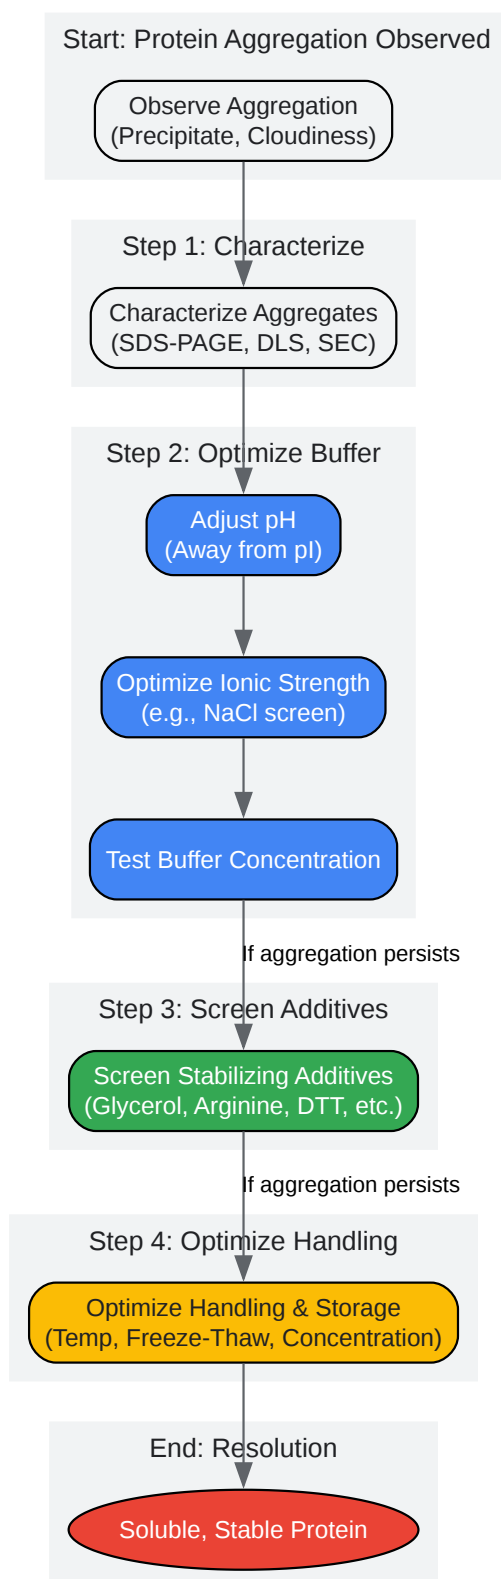 Start: Protein Aggregation Observed
Observe Aggregation
(Precipitate, Cloudiness)
Step 1: Characterize
Characterize Aggregates
(SDS-PAGE, DLS, SEC)
Step 2: Optimize Buffer
Adjust pH
(Away from pI)
Optimize Ionic Strength
(e.g., NaCl screen)
Test Buffer Concentration
If aggregation persists
Step 3: Screen Additives
Screen Stabilizing Additives
(Glycerol, Arginine, DTT, etc.)
If aggregation persists
Step 4: Optimize Handling
Optimize Handling & Storage
(Temp, Freeze-Thaw, Concentration)
End: Resolution
Soluble, Stable Protein